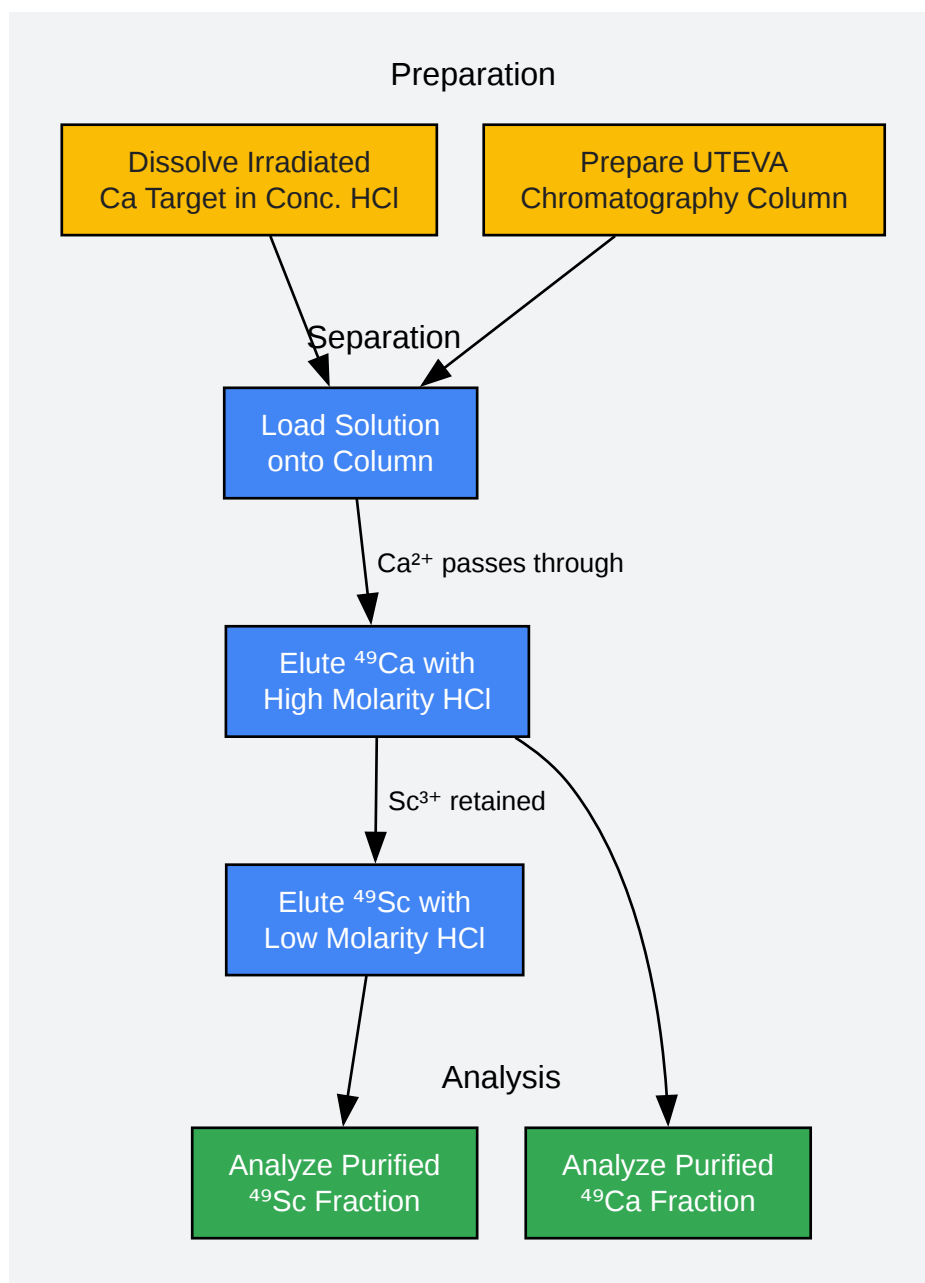 Preparation
Dissolve Irradiated
Ca Target in Conc. HCl
Prepare UTEVA
Chromatography Column
Separation
Load Solution
onto Column
Ca²⁺ passes through
Elute ⁴⁹Ca with
High Molarity HCl
Sc³⁺ retained
Elute ⁴⁹Sc with
Low Molarity HCl
Analysis
Analyze Purified
⁴⁹Sc Fraction
Analyze Purified
⁴⁹Ca Fraction